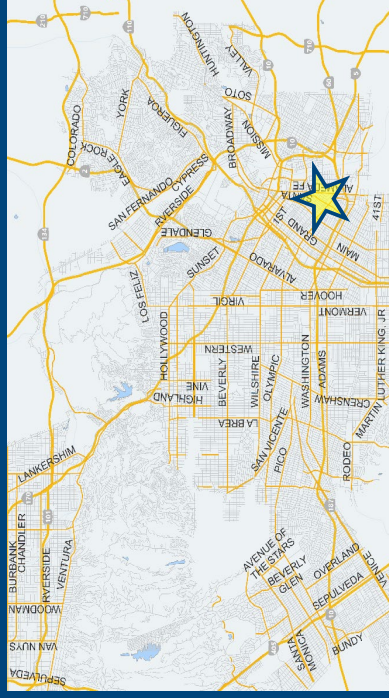 COLORADO
EAGLE ROCK
YORK
FIGUEROA
HUNTINGTON
VALLEY
SOTO
BROADWAY
MISSION
CYPRESS
SAN FERNANDO
RVERSIDE
GLENDALE
1ST
GRAND
MAIN
41ST
ALVARADO
SUNSET
LOS FELIZ
HOOVER
VERMONT
VIRGIL
HOLLYWOOD
WESTERN
VINE
HIGHLAND
BEVERLY
WILSHIRE
OLYMPIC
WASHINGTON
ADAMS
LUTHER KING, JR
MARTIN
CRENSHAW
LA BREA
SAN VICENTE
PICO
RODEO
LANKERSHIM
BURBANK
CHANDLER
RVERSIDE
VENTURA
WOODMAN
VAN NUYS
SEPULVEDA
AVENUE OF
THE STARS
BEVERLY
GLEN
OVERLAND
SEPULVEDA
VENICE
SANTA
MONICA
BUNDY